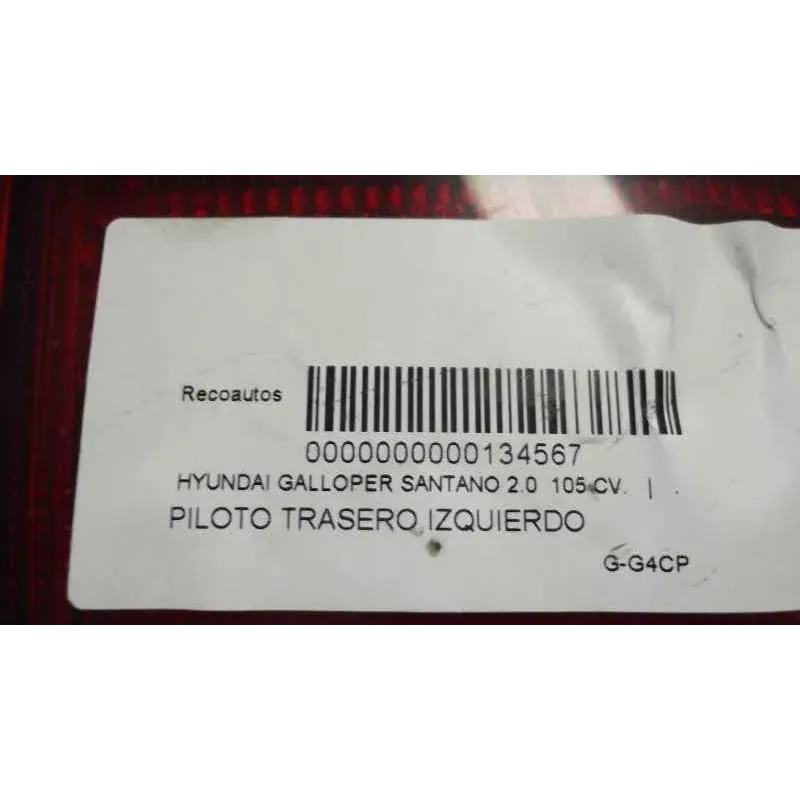 Recoautos
0000000000134567
HYUNDAI GALLOPER SANTANO 2.0 105 CV. | .
PILOTO TRASERO IZQUIERDO
G-G4CP